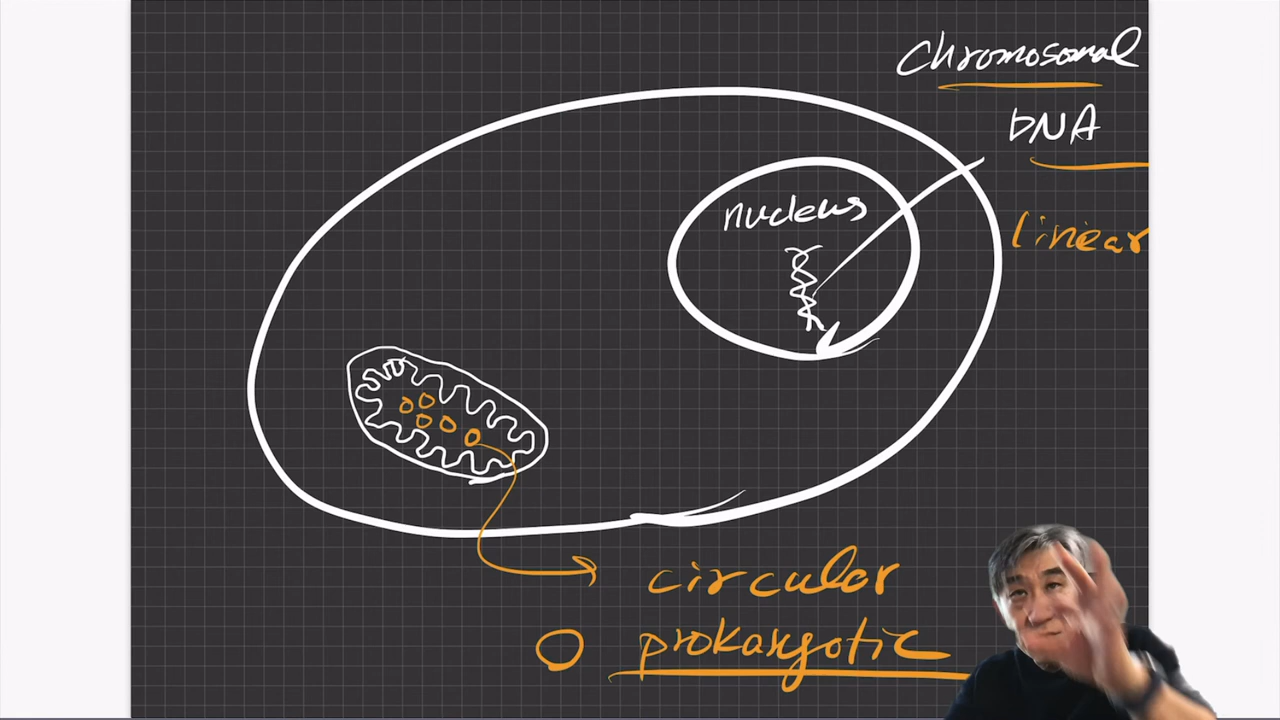 Chromosomal
DNA
nucleus
linear
circular
prokaryotic